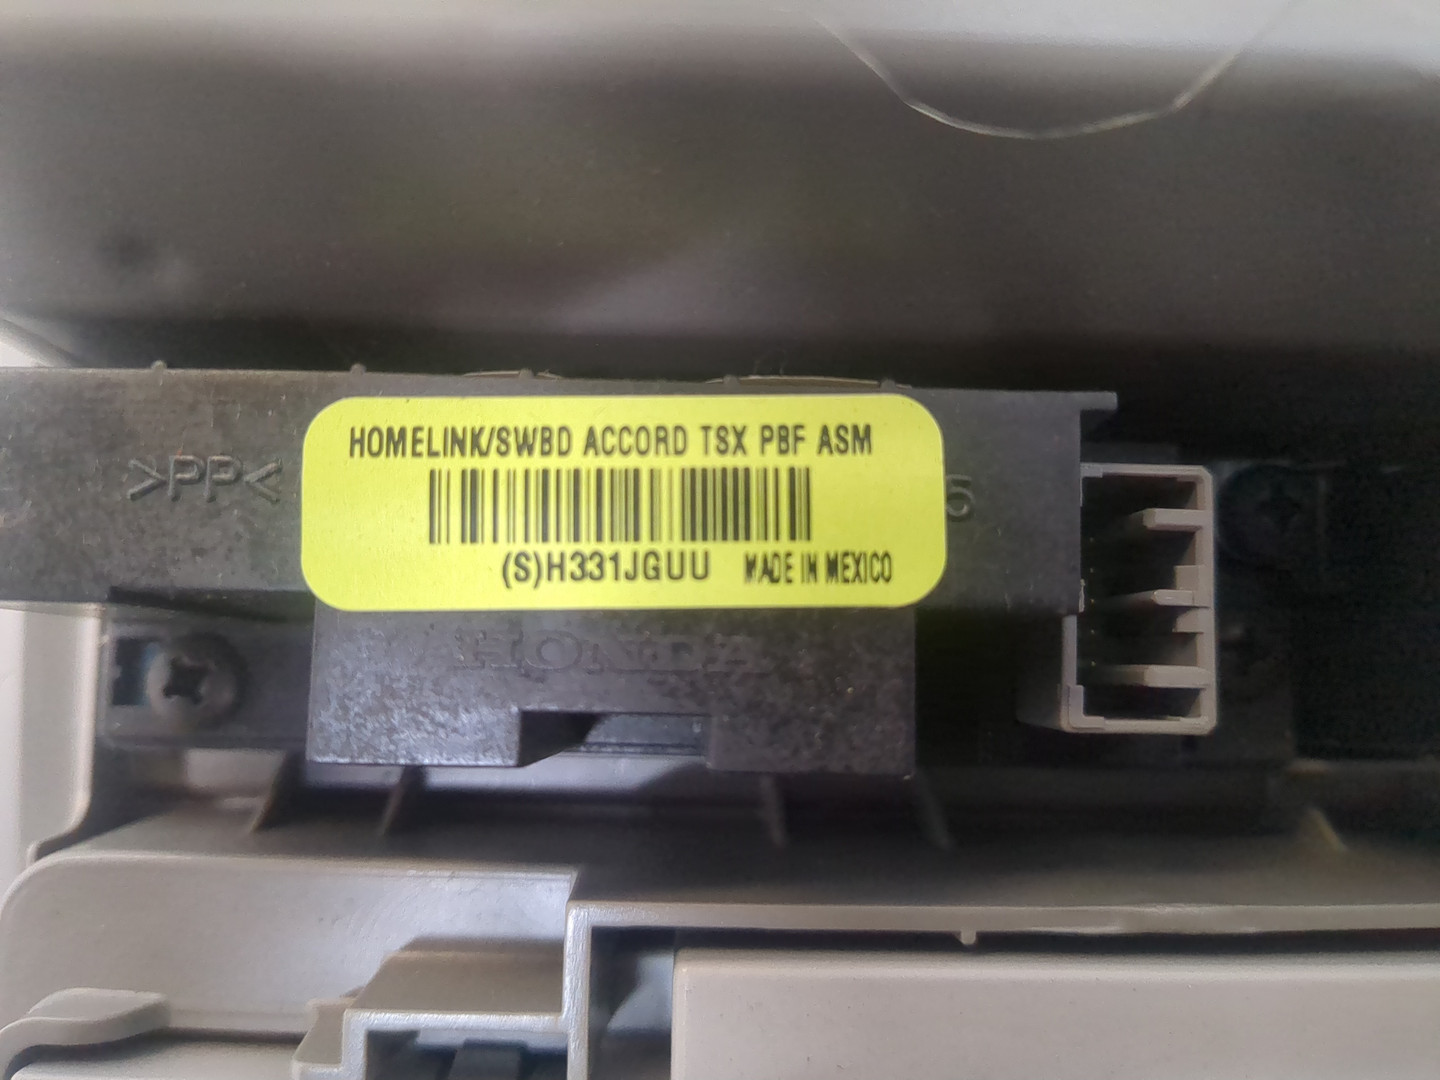 HOMELINK/SWBD ACCORD TSX PBF ASM
>PP<
(S)H331JGUU MADE IN MEXICO
HONDA